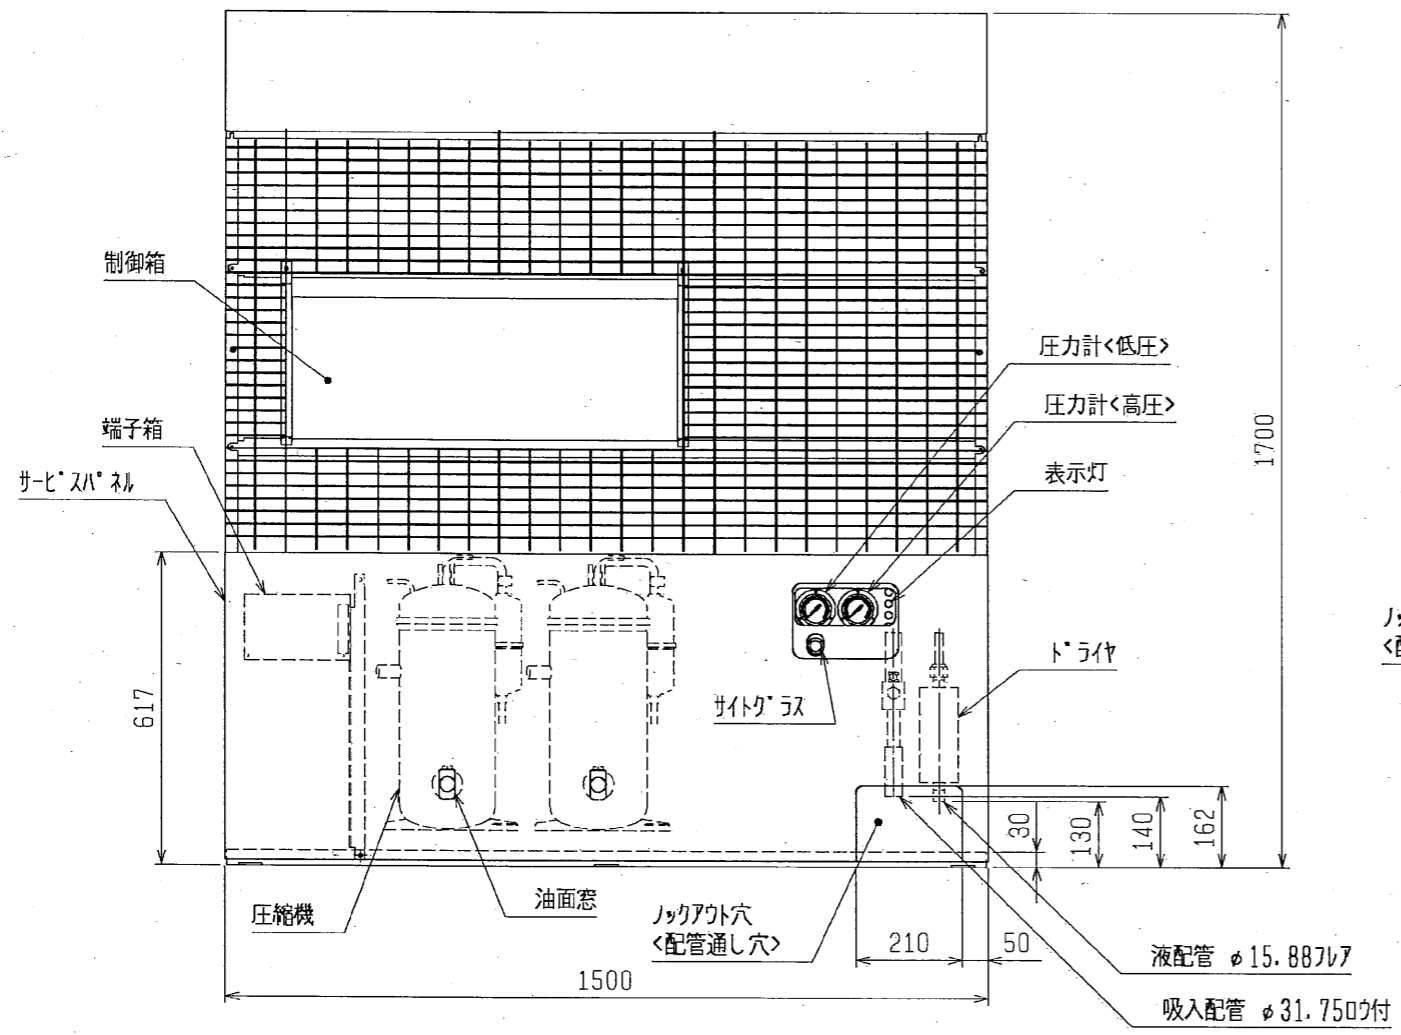 制御箱
圧力計<低圧>
圧力計<高圧>
1700
端子箱
表示灯
サービスパネル
617
サイトグラス
ドライヤ
30
130
140
162
圧縮機
油面窓
ノックアウト穴
<配管通し穴>
210
50
1500
液配管 φ15.88フレア
吸入配管 φ31.75ロウ付